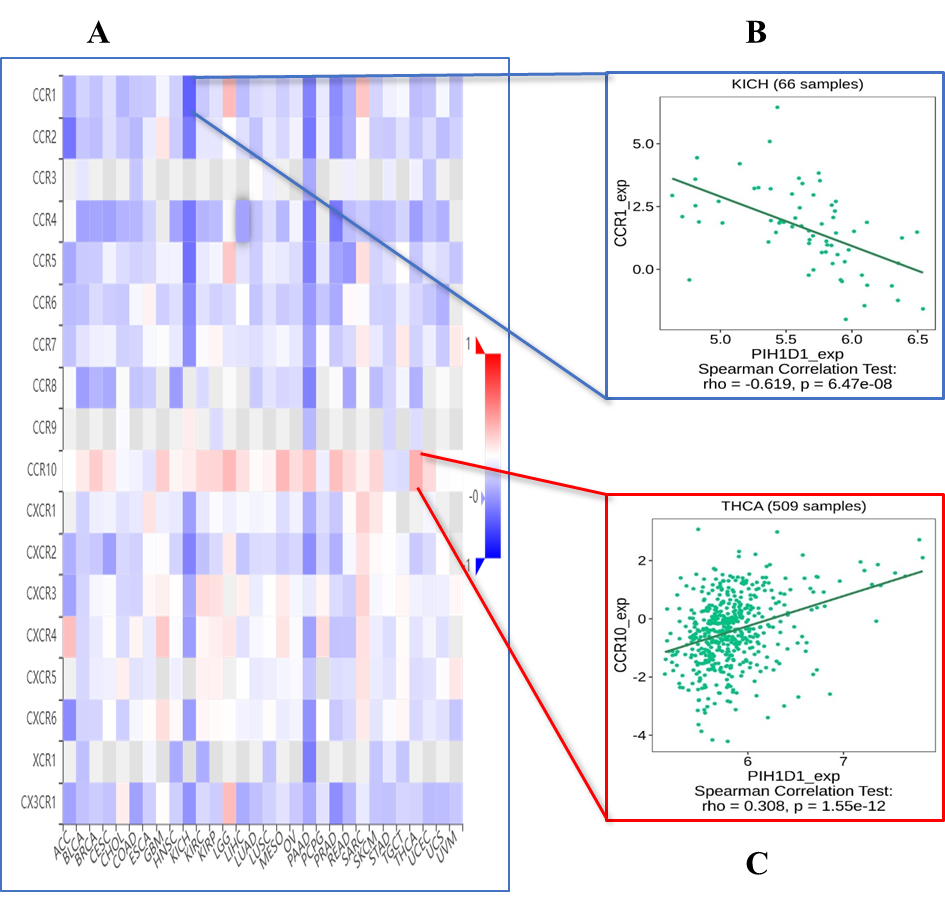 A
B
CCR1
CCR2
CCR3
CCR4
CCR5
CCR6
CCR7
CCR8
CCR9
CCR10
CXCR1
CXCR2
CXCR3
CXCR4
CXCR5
CXCR6
XCR1
CX3CR1
ACC
BLCA
BRCA
CESC
CHOL
COAD
ESCA
GBM
HNSC
KICH
KIRC
KIRP
LGG
LIHC
LUAD
LUSC
MESO
OV
PAAD
PCPG
PRAD
READ
SARC
SKCM
STAD
TGCT
THCA
UCEC
UCS
UVM
1
-0
1
KICH (66 samples)
CCR1_exp
5.0
2.5
0.0
5.0 5.5 6.0 6.5
PIH1D1_exp
Spearman Correlation Test:
rho = -0.619, p = 6.47e-08
THCA (509 samples)
CCR10_exp
2
0
-2
-4
6 7
PIH1D1_exp
Spearman Correlation Test:
rho = 0.308, p = 1.55e-12
C